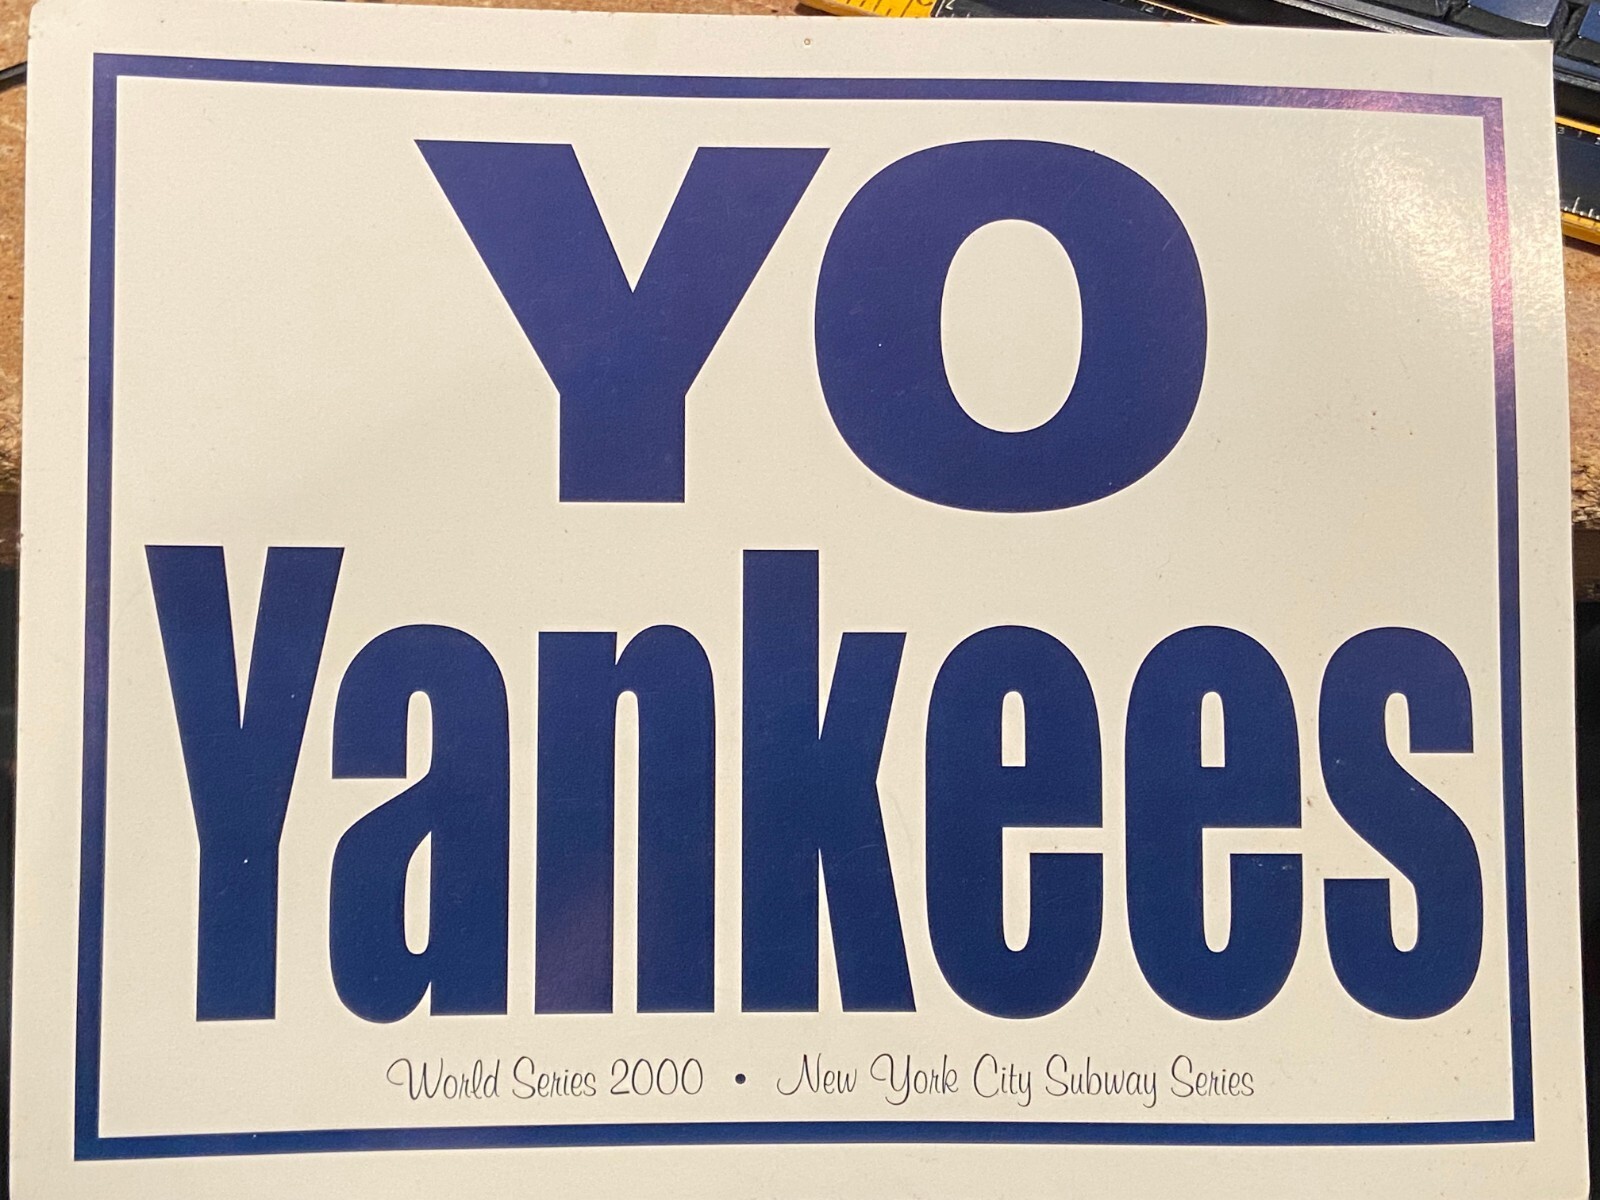 YO
Yankees
World Series 2000 • New York City Subway Series